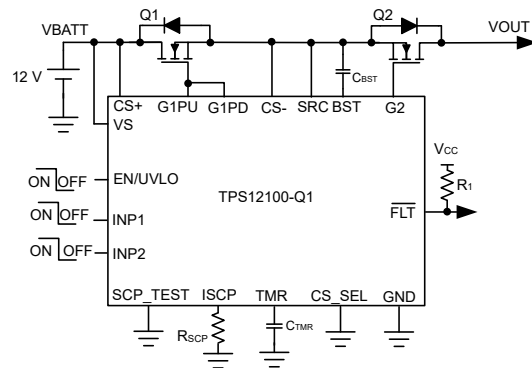 Q1
Q2
VBATT
VOUT
12 V
CBST
CS+
G1PU
G1PD
CS-
SRC
BST
G2
VS
VCC
R1
ON
OFF
EN/UVLO
TPS12100-Q1
ON
OFF
INP1
FLT
ON
OFF
INP2
SCP_TEST
ISCP
TMR
CS_SEL
GND
RSCP
CTMR